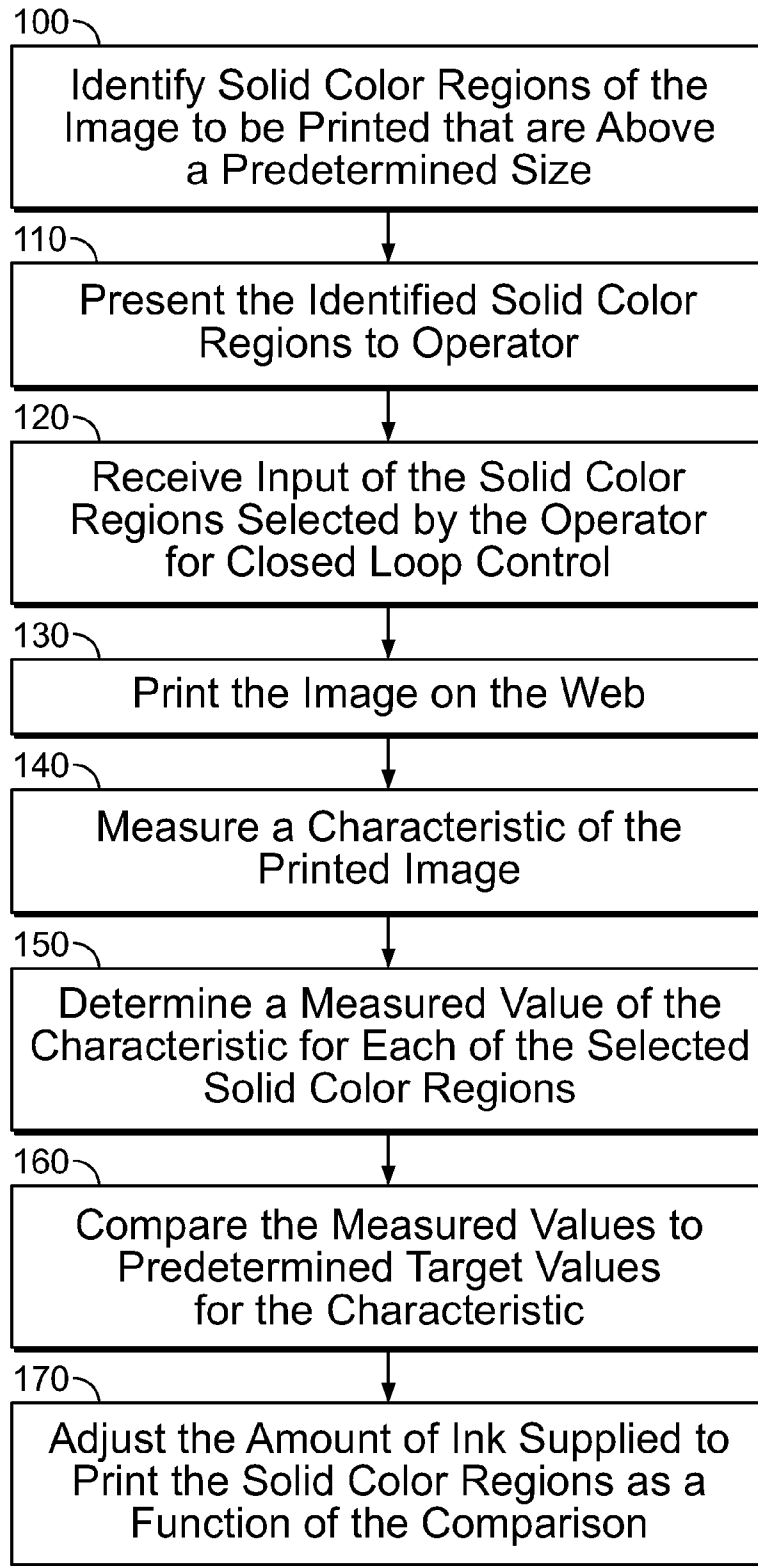 100
Identify Solid Color Regions of the
Image to be Printed that are Above
a Predetermined Size
110
Present the Identified Solid Color
Regions to Operator
120
Receive Input of the Solid Color
Regions Selected by the Operator
for Closed Loop Control
130
Print the Image on the Web
140
Measure a Characteristic of the
Printed Image
150
Determine a Measured Value of the
Characteristic for Each of the Selected
Solid Color Regions
160
Compare the Measured Values to
Predetermined Target Values
for the Characteristic
170
Adjust the Amount of Ink Supplied to
Print the Solid Color Regions as a
Function of the Comparison